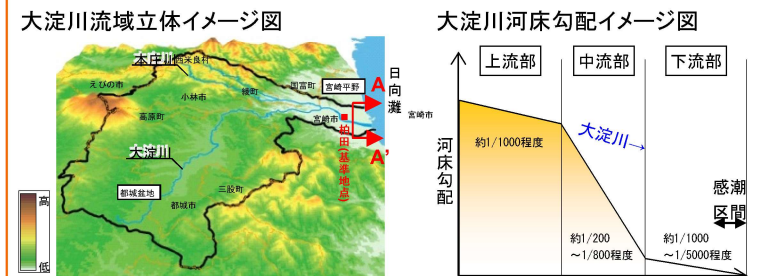 大淀川流域立体イメージ図
本庄川
西米良村
えびの市
小林市
綾町
国富町
宮崎平野
A
日向灘
高原町
宮崎市
宮崎市
柏田(基準地点)
A’
大淀川
都城盆地
三股町
都城市
高
低
大淀川河床勾配イメージ図
上流部
中流部
下流部
河床勾配
約1/1000程度
大淀川→
感潮
区間
約1/200
～1/800程度
約1/1000
～1/5000程度